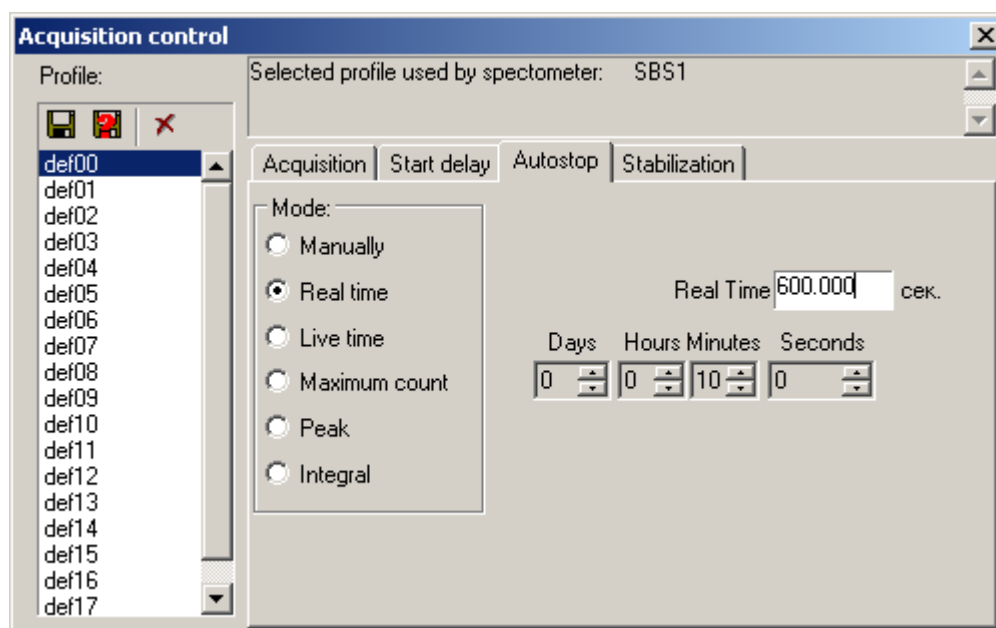 Acquisition control
Profile:
Selected profile used by spectometer: SBS1
def00
def01
def02
def03
def04
def05
def06
def07
def08
def09
def10
def11
def12
def13
def14
def15
def16
def17
Acquisition Start delay Autostop Stabilization
Mode:
Manually
Real time
Live time
Maximum count
Peak
Integral
Real Time 600.000 сек.
Days Hours Minutes Seconds
0 0 10 0